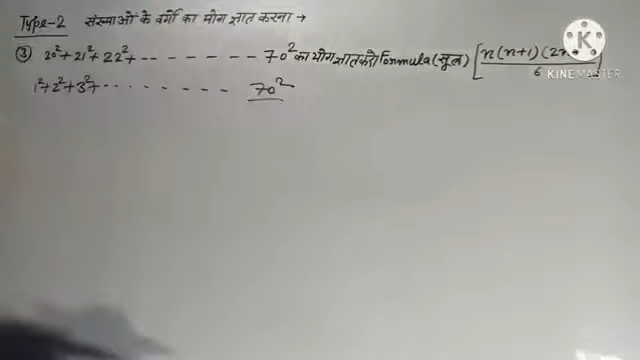 Type-2 संख्याओं के वर्गो का योग ज्ञात करना →
③ 20²+21²+22²+ - - - - - - - - 70² का योग ज्ञात करो Formula (सूत्र) [n(n+1)(2n
6
1²+2²+3²+ - - - - - - - - 70²
KINEMASTER